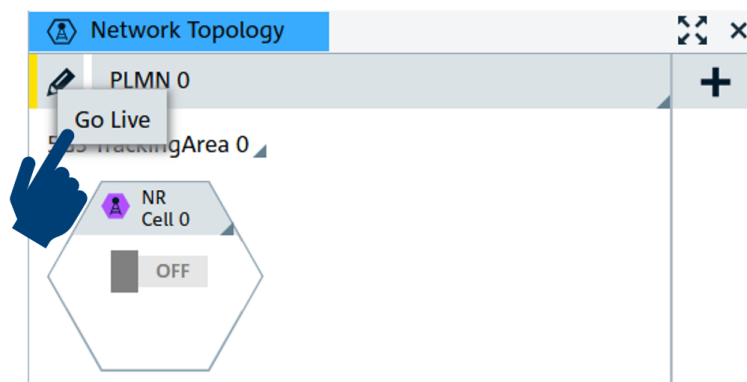 Network Topology
PLMN 0
Go Live
TrackingArea 0
NR
Cell 0
OFF